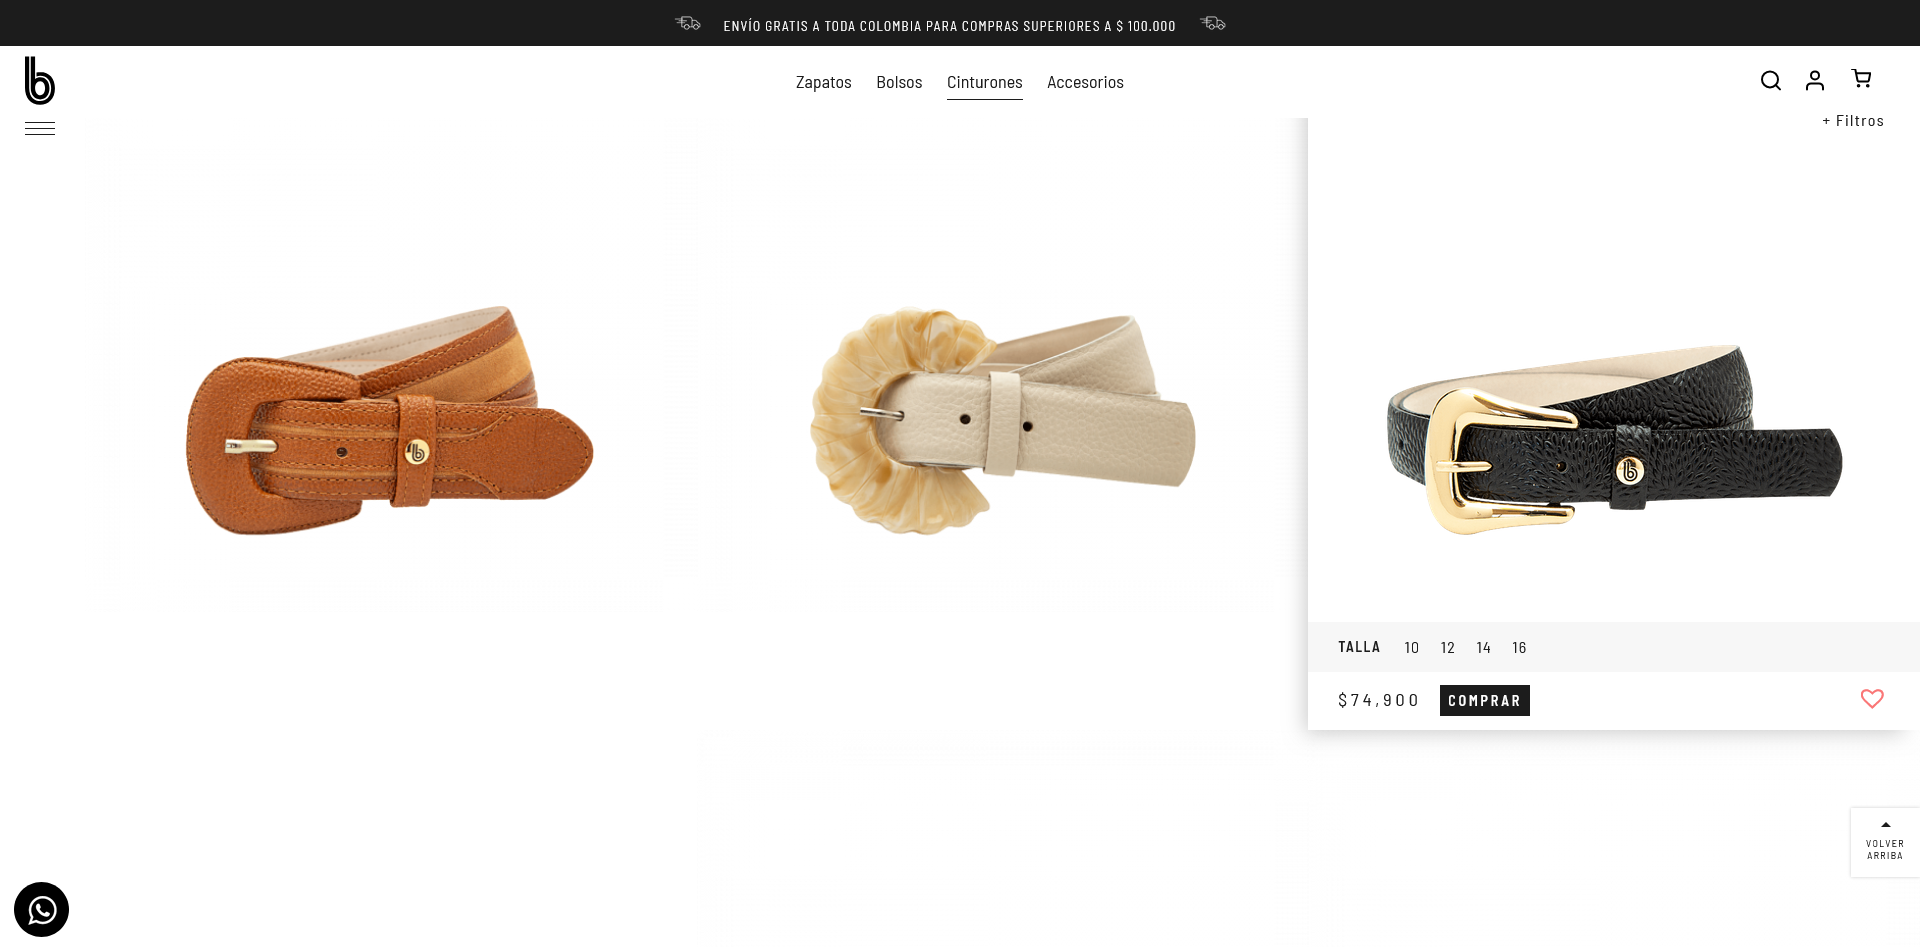 ENVÍO GRATIS A TODA COLOMBIA PARA COMPRAS SUPERIORES A $ 100.000
b
Zapatos Bolsos Cinturones Accesorios
+ Filtros
b
b
TALLA 10 12 14 16
$74,900 COMPRAR
VOLVER
ARRIBA